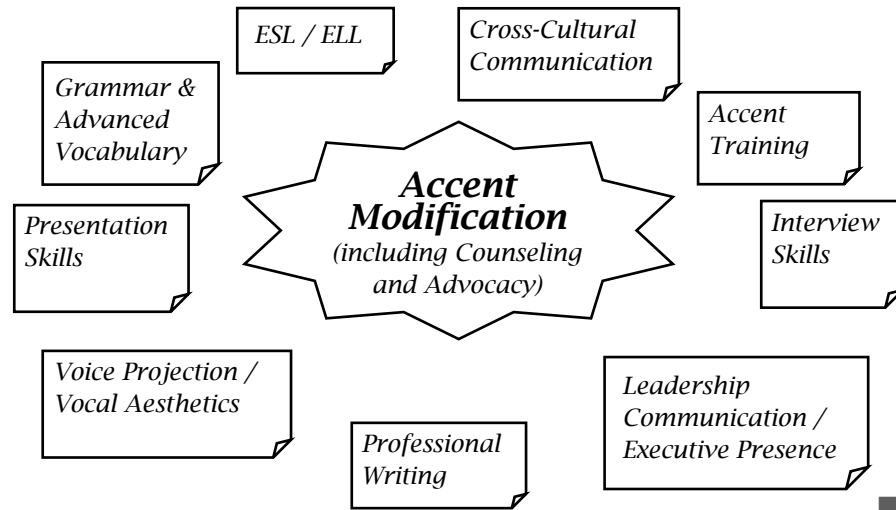 ESL / ELL
Cross-Cultural
Communication
Grammar &
Advanced
Vocabulary
Accent
Training
Accent
Modification
(including Counseling
and Advocacy)
Presentation
Skills
Interview
Skills
Voice Projection /
Vocal Aesthetics
Leadership
Communication /
Executive Presence
Professional
Writing